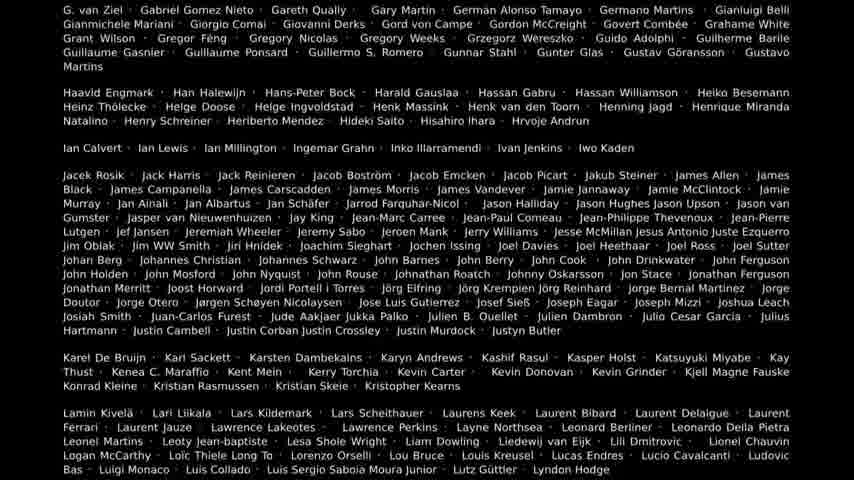 G. van Ziel · Gabriel Gomez Nieto · Gareth Qually · Gary Martin · German Alonso Tamayo · Germano Martins · Gianluigi Belli
Gianmichele Mariani · Giorgio Comai · Giovanni Derks · Gord von Campe · Gordon McCreight · Govert Combée · Grahame White
Grant Wilson · Gregor Féng · Gregory Nicolas · Gregory Weeks · Grzegorz Wereszko · Guido Adolphi · Guilherme Barile
Guillaume Gasnier · Guillaume Ponsard · Guillermo S. Romero · Gunnar Stahl · Gunter Glas · Gustav Göransson · Gustavo
Martins
Haavid Engmark · Han Halewijn · Hans-Peter Bock · Harald Gauslaa · Hassan Gabru · Hassan Williamson · Heiko Besemann
Heinz Thölecke · Helge Doose · Helge Ingvoldstad · Henk Massink · Henk van den Toorn · Henning Jagd · Henrique Miranda
Natalino · Henry Schreiner · Heriberto Mendez · Hideki Saito · Hisahiro Ihara · Hrvoje Andrun
Ian Calvert · Ian Lewis · Ian Millington · Ingemar Grahn · Inko Illarramendi · Ivan Jenkins · Iwo Kaden
Jacek Rosik · Jack Harris · Jack Reinieren · Jacob Boström · Jacob Emcken · Jacob Picart · Jakub Steiner · James Allen · James
Black · James Campanella · James Carscadden · James Morris · James Vandever · Jamie Jannaway · Jamie McClintock · Jamie
Murray · Jan Ainali · Jan Albartus · Jan Schäfer · Jarrod Farquhar-Nicol · Jason Halliday · Jason Hughes Jason Upson · Jason van
Gumster · Jasper van Nieuwenhuizen · Jay King · Jean-Marc Carree · Jean-Paul Comeau · Jean-Philippe Thevenoux · Jean-Pierre
Lutgen · Jef Jansen · Jeremiah Wheeler · Jeremy Sabo · Jeroen Mank · Jerry Williams · Jesse McMillan Jesus Antonio Juste Ezquerro
Jim Obiak · Jim WW Smith · Jirí Hnídek · Joachim Sieghart · Jochen Issing · Joel Davies · Joel Heethaar · Joel Ross · Joel Sutter
Johan Berg · Johannes Christian · Johannes Schwarz · John Barnes · John Berry · John Cook · John Drinkwater · John Ferguson
John Holden · John Mosford · John Nyquist · John Rouse · Johnathan Roatch · Johnny Oskarsson · Jon Stace · Jonathan Ferguson
Jonathan Merritt · Joost Horward · Jordi Portell i Torres · Jörg Elfring · Jörg Krempien Jörg Reinhard · Jorge Bernal Martinez · Jorge
Doutor · Jorge Otero · Jørgen Schøyen Nicolaysen · Jose Luis Gutierrez · Josef Sieß · Joseph Eagar · Joseph Mizzi · Joshua Leach
Josiah Smith · Juan-Carlos Furest · Jude Aakjaer Jukka Palko · Julien B. Ouellet · Julien Dambron · Julio Cesar Garcia · Julius
Hartmann · Justin Cambell · Justin Corban Justin Crossley · Justin Murdock · Justyn Butler
Karel De Bruijn · Karl Sackett · Karsten Dambekalns · Karyn Andrews · Kashif Rasul · Kasper Holst · Katsuyuki Miyabe · Kay
Thust · Kenea C. Maraffio · Kent Mein · Kerry Torchia · Kevin Carter · Kevin Donovan · Kevin Grinder · Kjell Magne Fauske
Konrad Kleine · Kristian Rasmussen · Kristian Skeie · Kristopher Kearns
Lamin Kivelä · Lari Liikala · Lars Kildemark · Lars Scheithauer · Laurens Keek · Laurent Bibard · Laurent Delaigue · Laurent
Ferrari · Laurent Jauze · Lawrence Lakeotes · Lawrence Perkins · Layne Northsea · Leonard Berliner · Leonardo Della Pietra
Leonel Martins · Leoty Jean-baptiste · Lesa Shole Wright · Liam Dowling · Liedewij van Eijk · Lili Dmitrovic · Lionel Chauvin
Logan McCarthy · Loïc Thiele Long To · Lorenzo Orselli · Lou Bruce · Louis Kreusel · Lucas Endres · Lucio Cavalcanti · Ludovic
Bas · Luigi Monaco · Luis Collado · Luis Sergio Saboia Moura Junior · Lutz Güttler · Lyndon Hodge